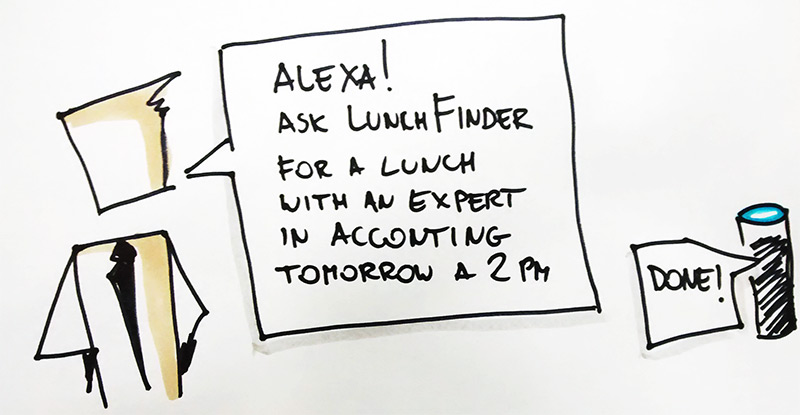 ALEXA!
ASK LUNCHFINDER
FOR A LUNCH
WITH AN EXPERT
IN ACCONTING
TOMORROW A 2 PM
DONE!